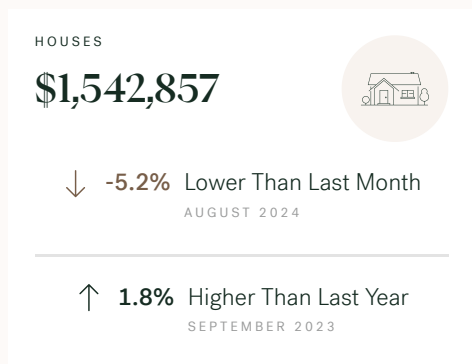 HOUSES
$1,542,857
-5.2% Lower Than Last Month
AUGUST 2024
1.8% Higher Than Last Year
SEPTEMBER 2023